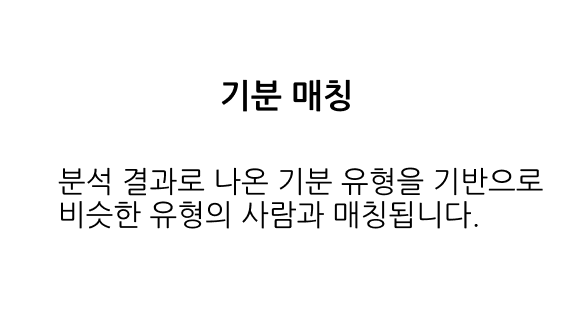 기분 매칭
분석 결과로 나온 기분 유형을 기반으로
비슷한 유형의 사람과 매칭됩니다.